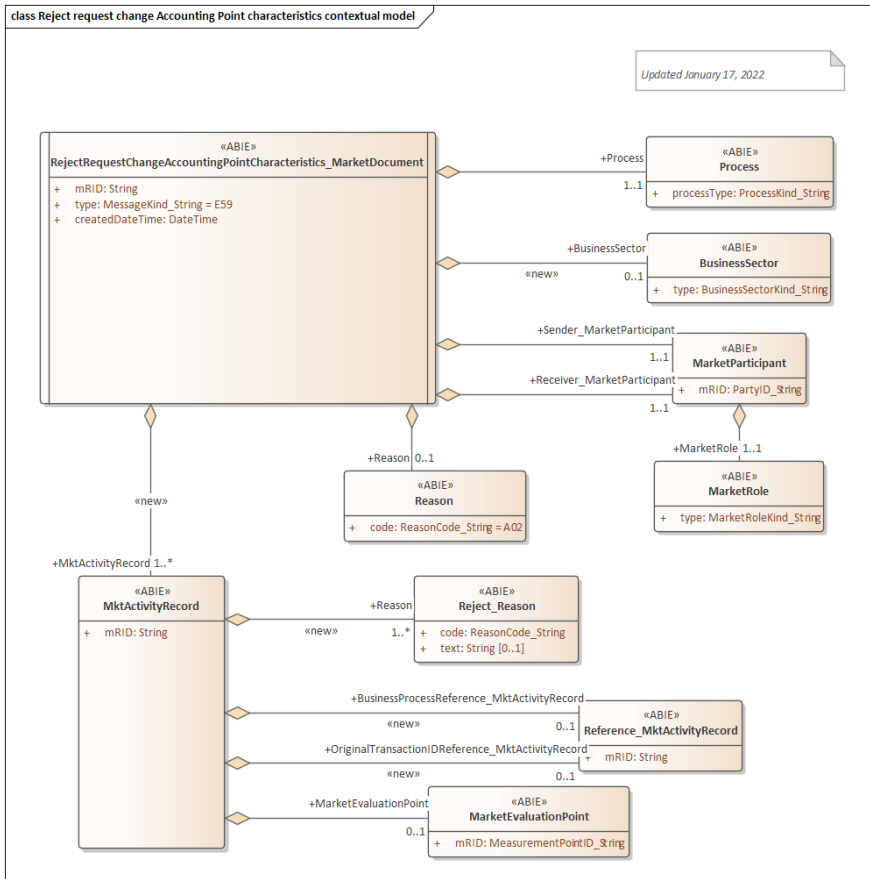 class Reject request change Accounting Point characteristics contextual model
Updated January 17, 2022
«ABIE»
RejectRequestChangeAccountingPointCharacteristics_MarketDocument
+ mRID: String
+ type: MessageKind_String = E59
+ createdDateTime: DateTime
+Process
1..1
«ABIE»
Process
+ processType: ProcessKind_String
+BusinessSector
«new»
0..1
«ABIE»
BusinessSector
+ type: BusinessSectorKind_String
+Sender_MarketParticipant
1..1
+Receiver_MarketParticipant
1..1
«ABIE»
MarketParticipant
+ mRID: PartyID_String
+MarketRole 1..1
«ABIE»
MarketRole
+ type: MarketRoleKind_String
+Reason 0..1
«ABIE»
Reason
+ code: ReasonCode_String = A02
«new»
+MktActivityRecord 1..*
«ABIE»
MktActivityRecord
+ mRID: String
+Reason
«new»
1..*
«ABIE»
Reject_Reason
+ code: ReasonCode_String
+ text: String [0..1]
+BusinessProcessReference_MktActivityRecord
«new»
0..1
+OriginalTransactionIDReference_MktActivityRecord
«new»
0..1
«ABIE»
Reference_MktActivityRecord
+ mRID: String
+MarketEvaluationPoint
0..1
«ABIE»
MarketEvaluationPoint
+ mRID: MeasurementPointID_String